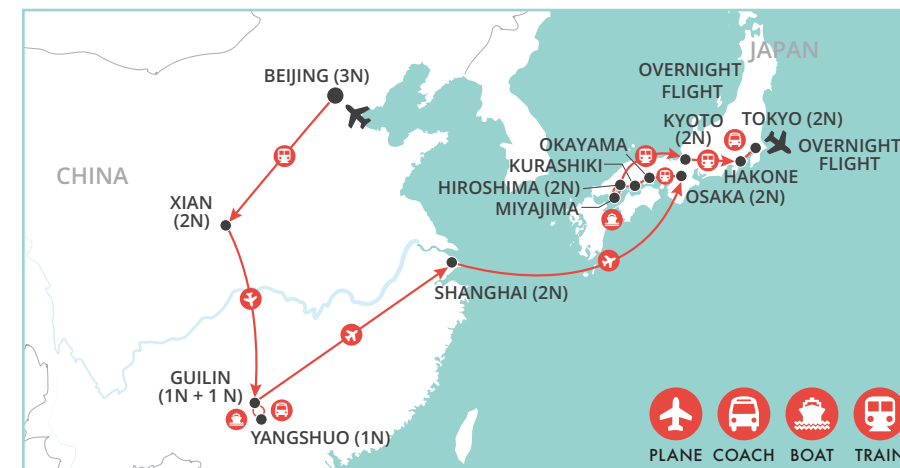 JAPAN
BEIJING (3N)
OVERNIGHT
FLIGHT
KYOTO
(2N)
TOKYO (2N)
OVERNIGHT
FLIGHT
OKAYAMA
KURASHIKI
HIROSHIMA (2N)
MIYAJIMA
HAKONE
OSAKA (2N)
CHINA
XIAN
(2N)
SHANGHAI (2N)
GUILIN
(1N + 1 N)
YANGSHUO (1N)
PLANE COACH BOAT TRAIN